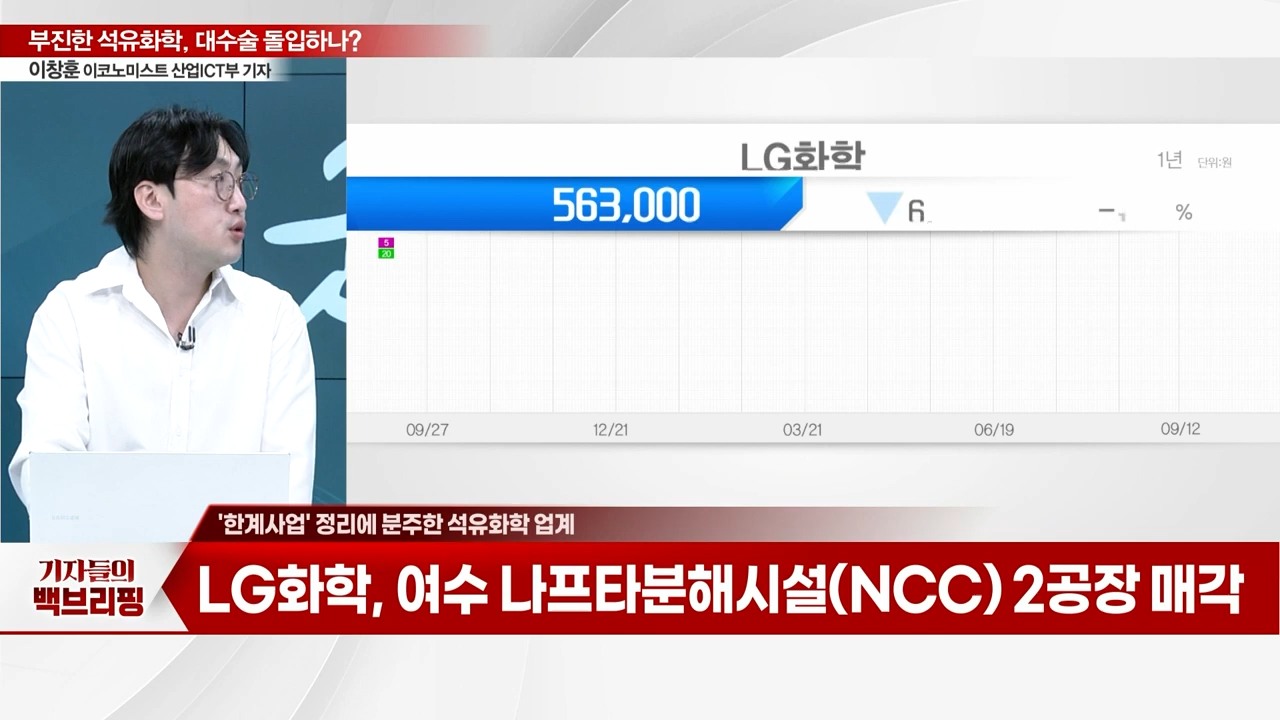 부진한 석유화학, 대수술 돌입하나?
이창훈 이코노미스트 산업ICT부 기자
LG화학
1년 단위:원
563,000 ▼ %
5
20
09/27 12/21 03/21 06/19 09/12
'한계사업' 정리에 분주한 석유화학 업계
기자들의
백브리핑
LG화학, 여수 나프타분해시설(NCC) 2공장 매각